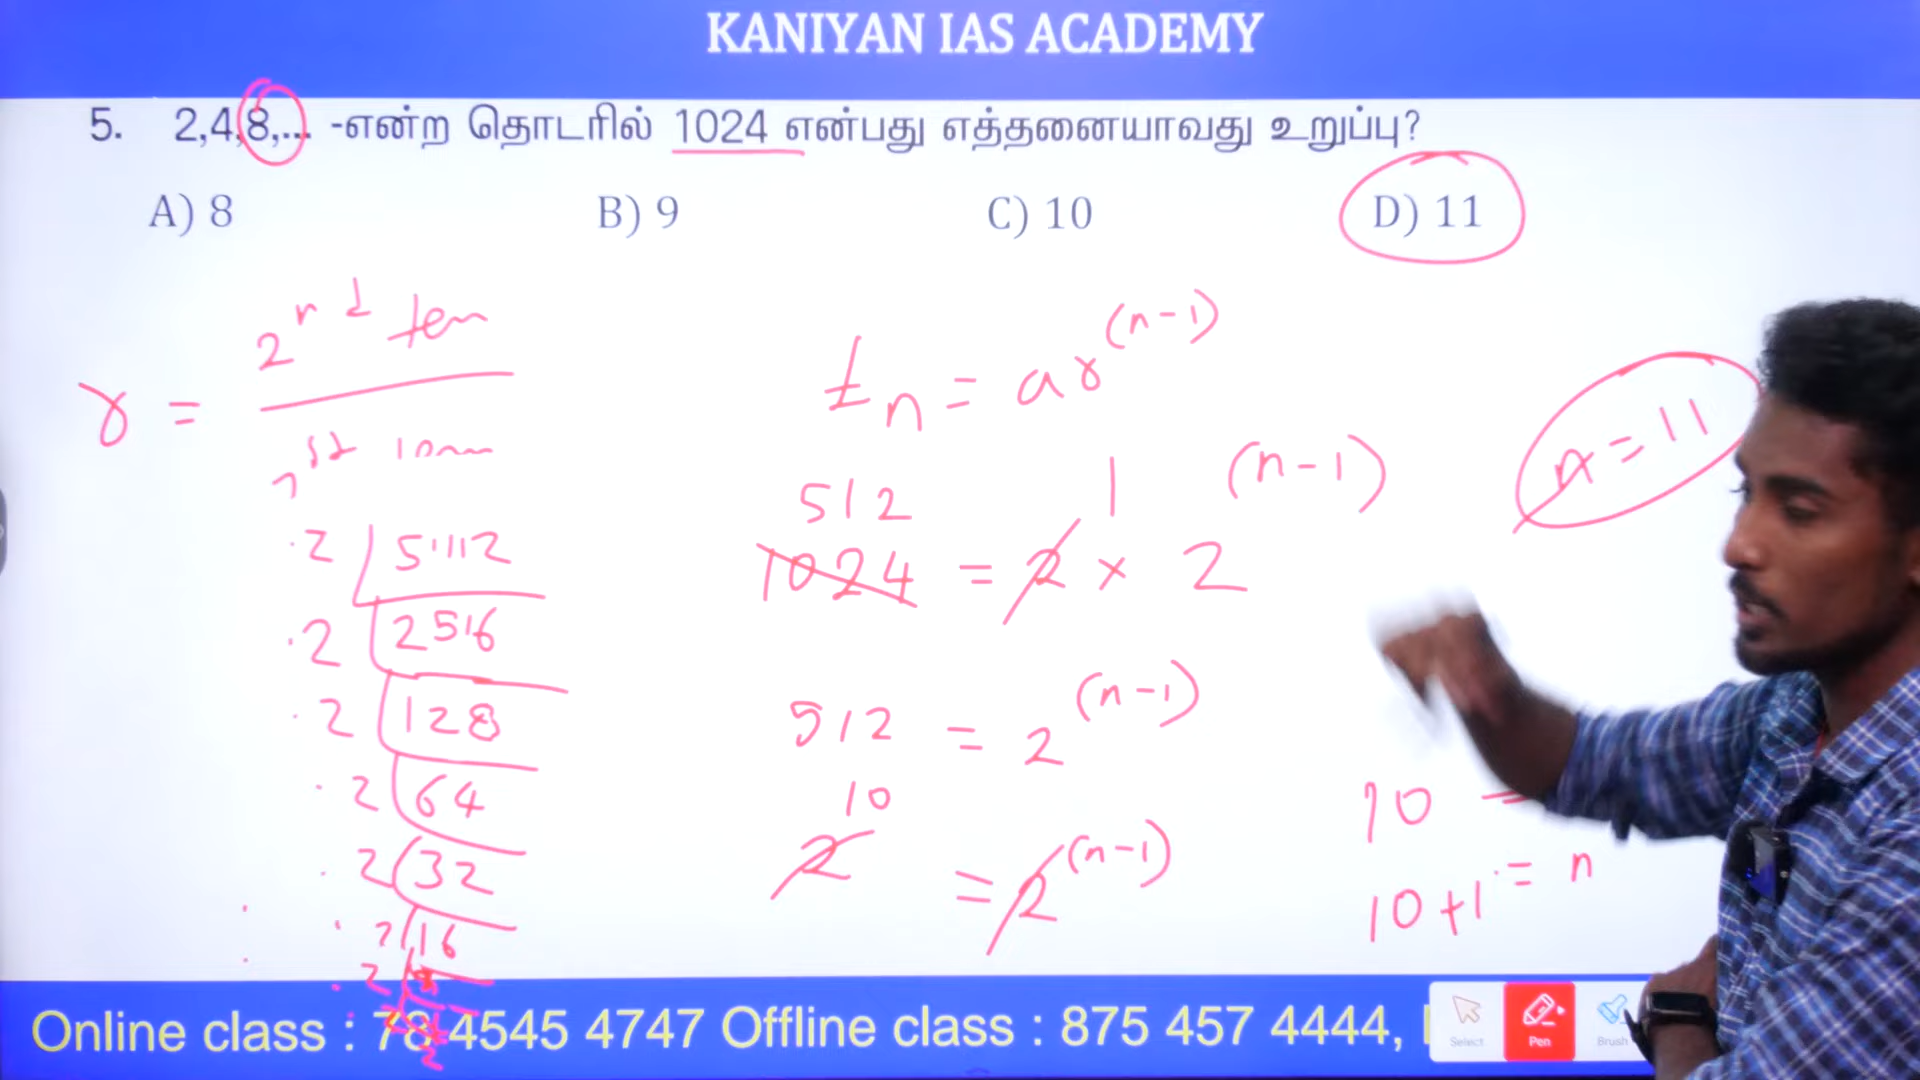 KANIYAN IAS ACADEMY
5. 2,4,8,... -என்ற தொடரில் 1024 என்பது எத்தனையாவது உறுப்பு?
A) 8 B) 9 C) 10 D) 11
2nd
r =
1st
tn = ar(n-1)
n = 11
512 1
1024 = 2 × 2(n-1)
512 = 2(n-1)
10
2 = 2(n-1)
10 =
10+1 = n
2 512
2 256
2 128
2 64
2 32
2 16
2
Online class : 78 4545 4747 Offline class : 875 457 4444,
Select Pen Brush